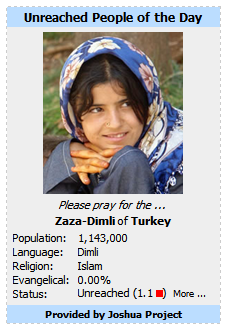 Unreached People of the Day
Please pray for the ...
Zaza-Dimli of Turkey
Population: 1,143,000
Language: Dimli
Religion: Islam
Evangelical: 0.00%
Status: Unreached (1.1 ■) More ...
Provided by Joshua Project